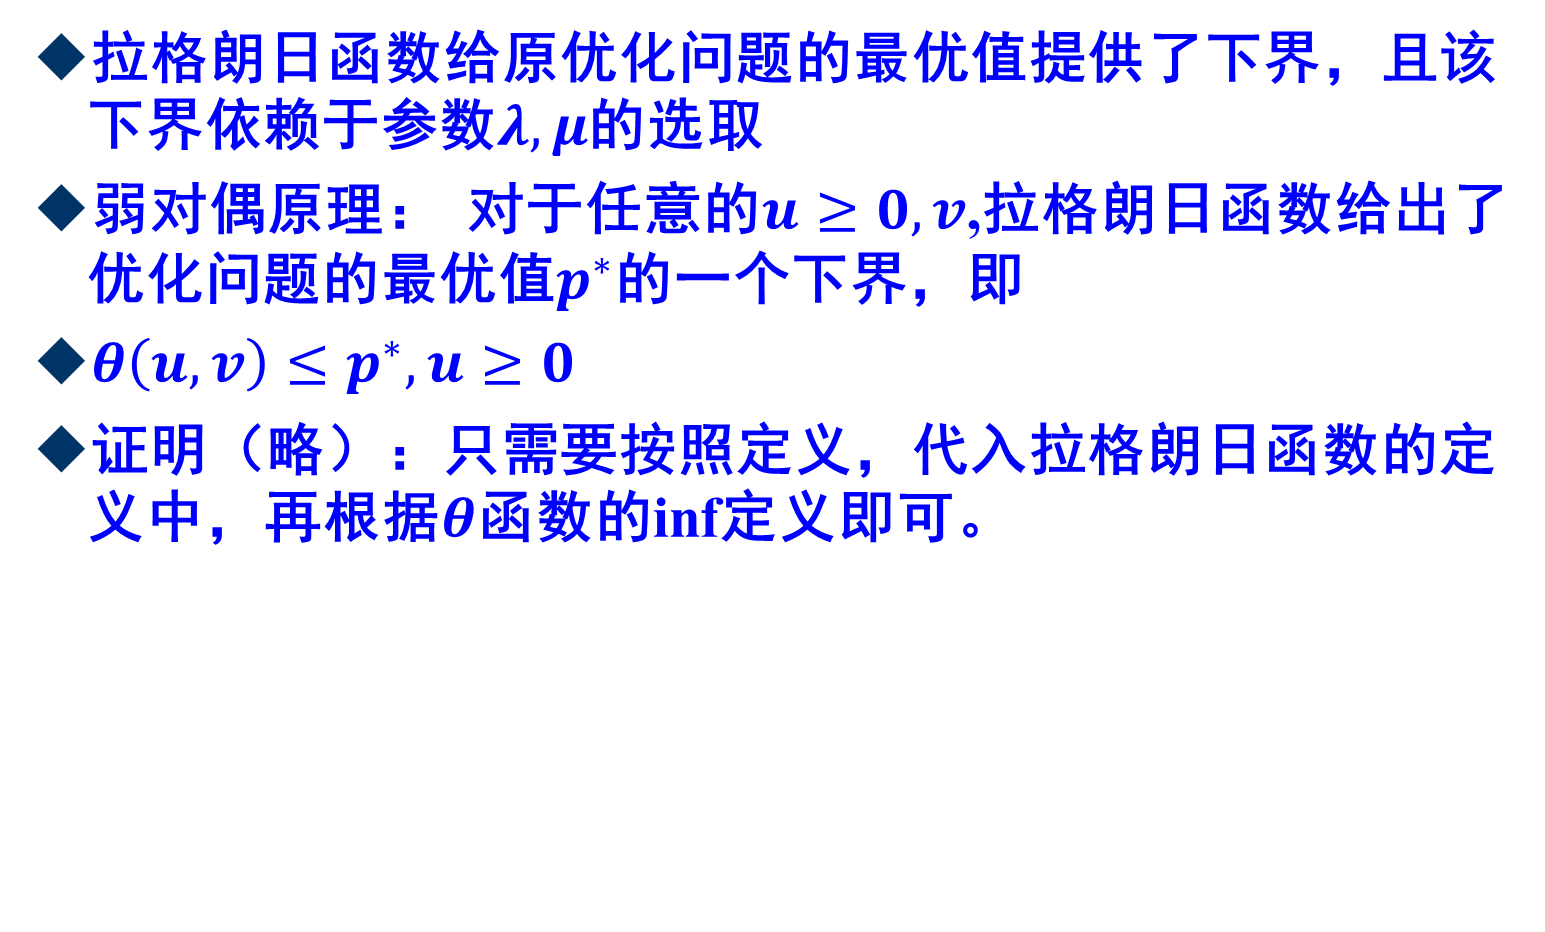 ◆拉格朗日函数给原优化问题的最优值提供了下界，且该
下界依赖于参数λ,μ的选取
◆弱对偶原理： 对于任意的u ≥ 0,v,拉格朗日函数给出了
优化问题的最优值p*的一个下界，即
◆θ(u,v) ≤ p*,u ≥ 0
◆证明（略）：只需要按照定义，代入拉格朗日函数的定
义中，再根据θ函数的inf定义即可。